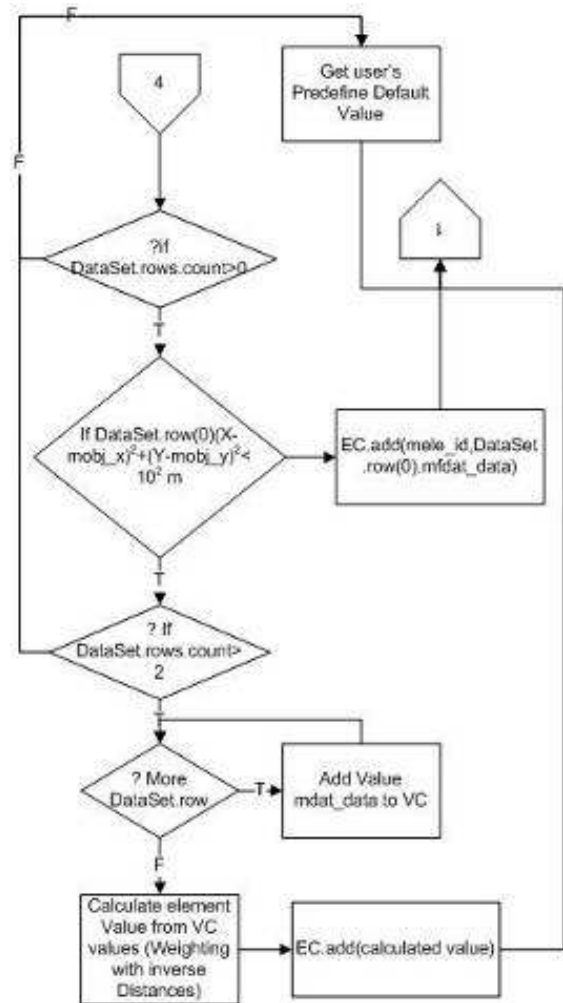 F
4
Get user's
Predefine Default
Value
F
?if
DataSet.rows.count>0
T
If DataSet.row(0)(X-
mobj_x)²+(Y-mobj_y)²<
10² m
EC.add(mele_id,DataSet
.row(0).mfdat_data)
T
? If
DataSet.rows.count>
2
T
? More
DataSet.row
T
Add Value
mdat_data to VC
F
Calculate element
Value from VC
values (Weighting
with inverse
Distances)
EC.add(calculated value)